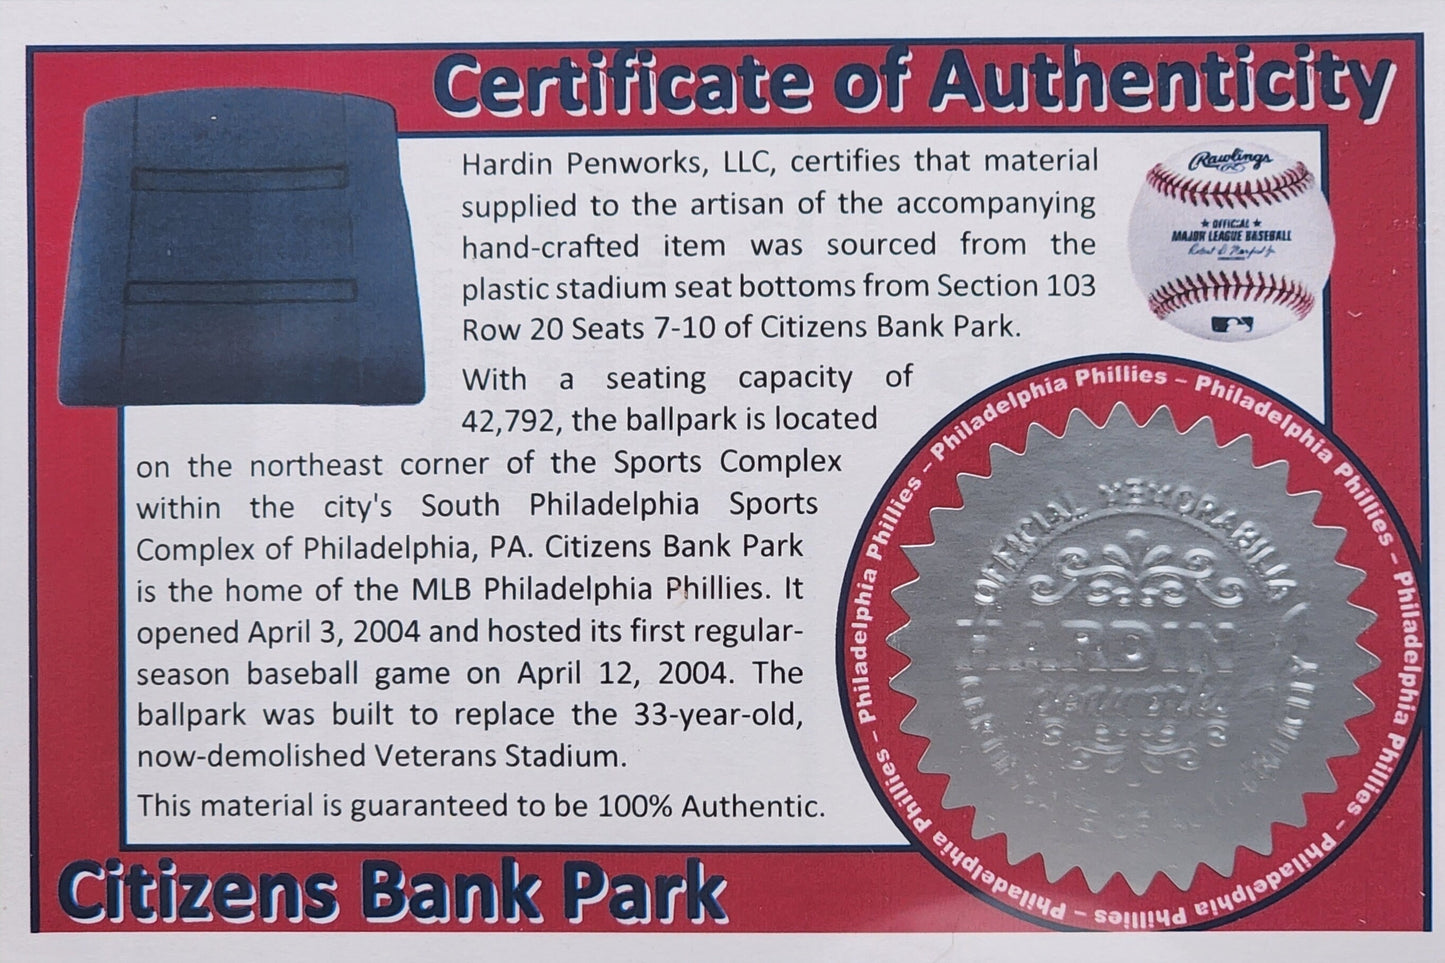 Certificate of Authenticity
Hardin Penworks, LLC, certifies that material
supplied to the artisan of the accompanying
hand-crafted item was sourced from the
plastic stadium seat bottoms from Section 103
Row 20 Seats 7-10 of Citizens Bank Park.
With a seating capacity of
42,792, the ballpark is located
on the northeast corner of the Sports Complex
within the city's South Philadelphia Sports
Complex of Philadelphia, PA. Citizens Bank Park
is the home of the MLB Philadelphia Phillies. It
opened April 3, 2004 and hosted its first regular-
season baseball game on April 12, 2004. The
ballpark was built to replace the 33-year-old,
now-demolished Veterans Stadium.
This material is guaranteed to be 100% Authentic.
Rawlings
★ OFFICIAL ★
MAJOR LEAGUE BASEBALL
Philadelphia Phillies – Philadelphia Phillies – Philadelphia Phillies – Philadelphia Phillies – Philadelphia Phillies – Philadelphia Phillies –
OFFICIAL MEMORABILIA
HARDIN
Penworks
Citizens Bank Park